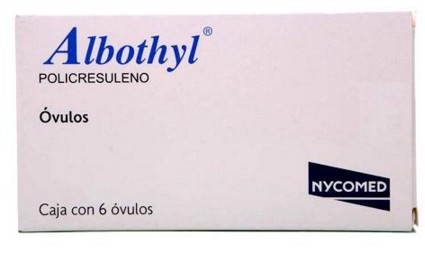 Albothyl®
POLICRESULENO
Óvulos
NYCOMED
Caja con 6 óvulos